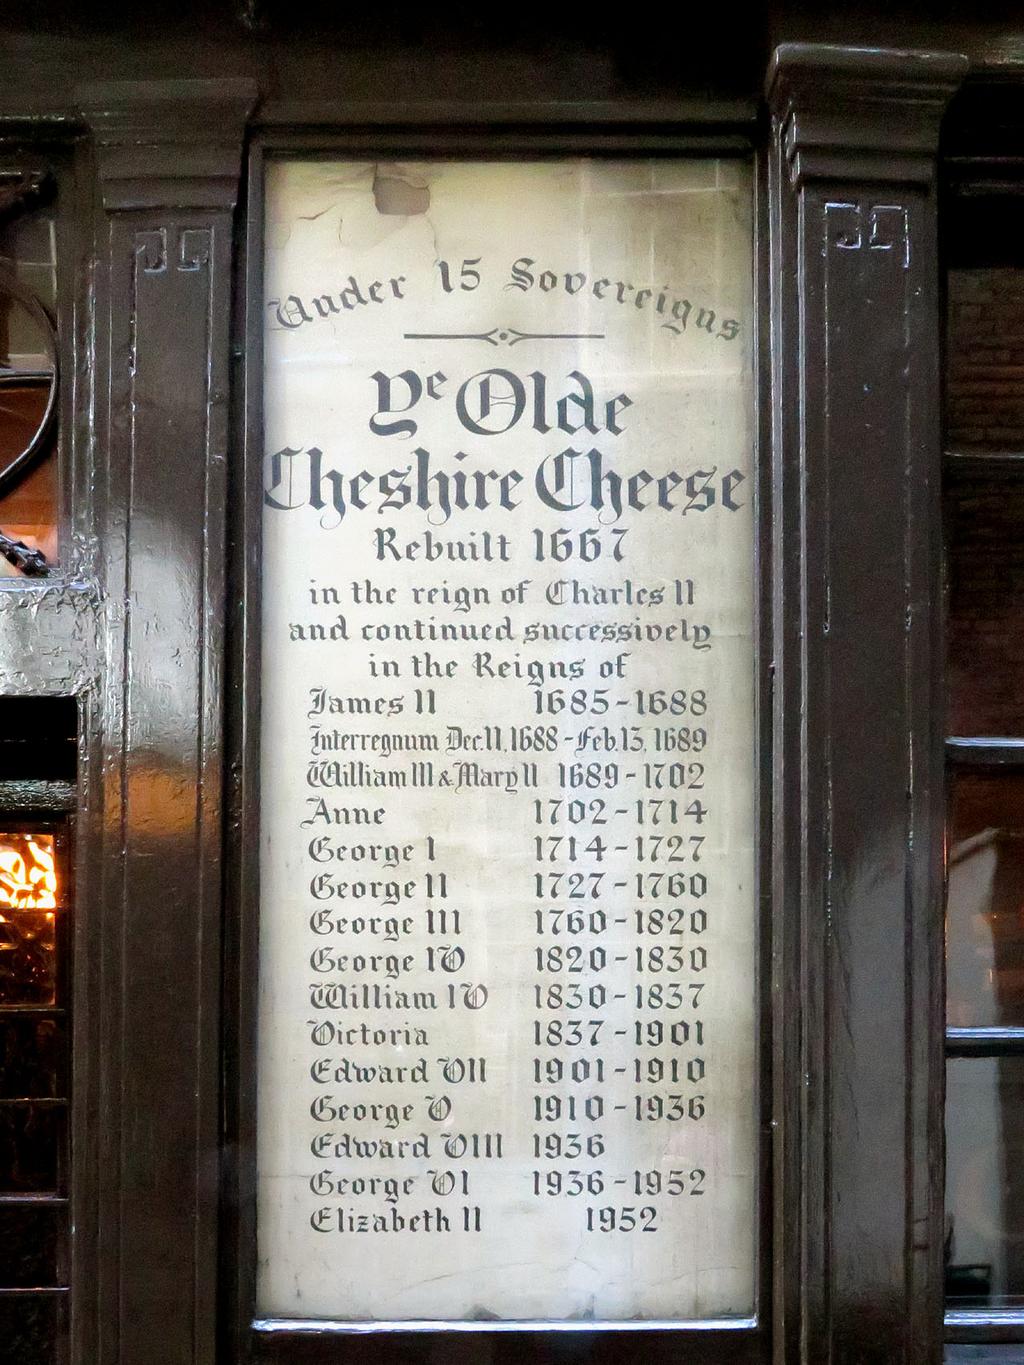 Under 15 Sovereigns
Ye Olde
Cheshire Cheese
Rebuilt 1667
in the reign of Charles II
and continued successively
in the Reigns of
James II 1685-1688
Interregnum Dec.11,1688-Feb.13,1689
William III & Mary II 1689-1702
Anne 1702-1714
George I 1714-1727
George II 1727-1760
George III 1760-1820
George IV 1820-1830
William IV 1830-1837
Victoria 1837-1901
Edward VII 1901-1910
George V 1910-1936
Edward VIII 1936
George VI 1936-1952
Elizabeth II 1952